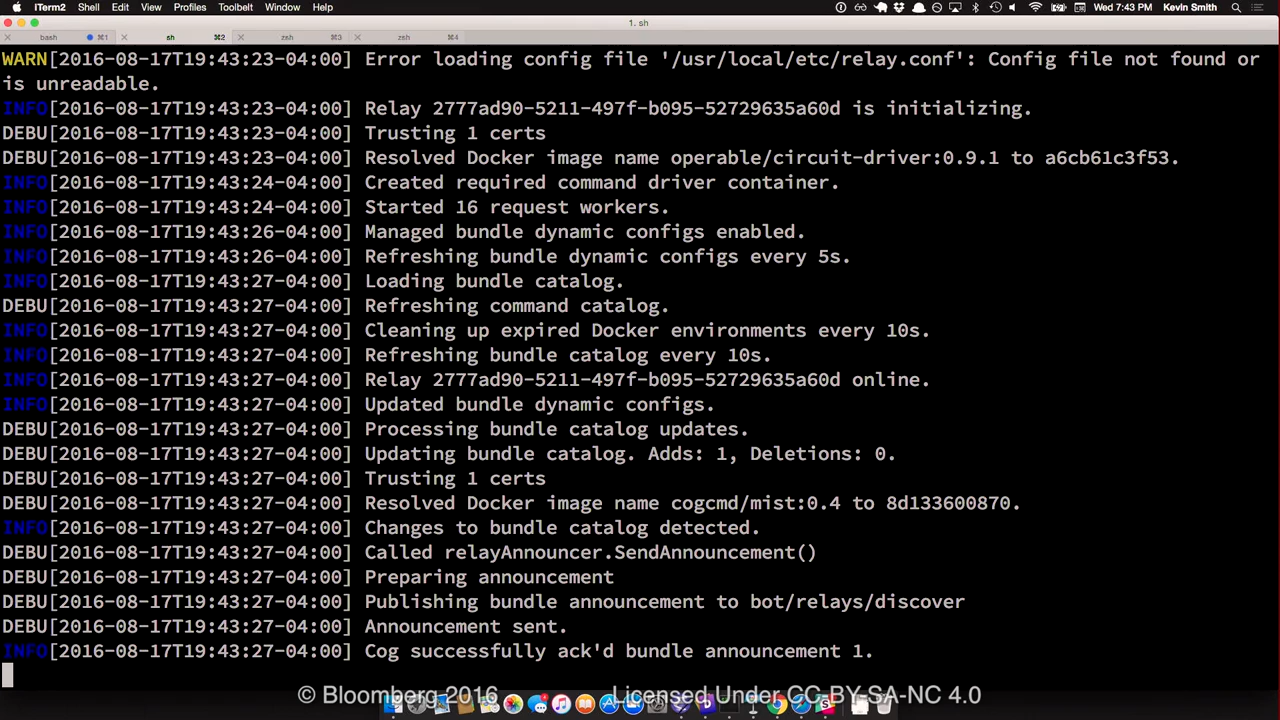 iTerm2 Shell Edit View Profiles Toolbelt Window Help Wed 7:43 PM Kevin Smith
1. sh
bash ⌘1 sh ⌘2 zsh ⌘3 zsh ⌘4
WARN[2016-08-17T19:43:23-04:00] Error loading config file '/usr/local/etc/relay.conf': Config file not found or
is unreadable.
INFO[2016-08-17T19:43:23-04:00] Relay 2777ad90-5211-497f-b095-52729635a60d is initializing.
DEBU[2016-08-17T19:43:23-04:00] Trusting 1 certs
DEBU[2016-08-17T19:43:23-04:00] Resolved Docker image name operable/circuit-driver:0.9.1 to a6cb61c3f53.
INFO[2016-08-17T19:43:24-04:00] Created required command driver container.
INFO[2016-08-17T19:43:24-04:00] Started 16 request workers.
INFO[2016-08-17T19:43:26-04:00] Managed bundle dynamic configs enabled.
INFO[2016-08-17T19:43:26-04:00] Refreshing bundle dynamic configs every 5s.
INFO[2016-08-17T19:43:27-04:00] Loading bundle catalog.
DEBU[2016-08-17T19:43:27-04:00] Refreshing command catalog.
INFO[2016-08-17T19:43:27-04:00] Cleaning up expired Docker environments every 10s.
INFO[2016-08-17T19:43:27-04:00] Refreshing bundle catalog every 10s.
INFO[2016-08-17T19:43:27-04:00] Relay 2777ad90-5211-497f-b095-52729635a60d online.
INFO[2016-08-17T19:43:27-04:00] Updated bundle dynamic configs.
DEBU[2016-08-17T19:43:27-04:00] Processing bundle catalog updates.
DEBU[2016-08-17T19:43:27-04:00] Updating bundle catalog. Adds: 1, Deletions: 0.
DEBU[2016-08-17T19:43:27-04:00] Trusting 1 certs
DEBU[2016-08-17T19:43:27-04:00] Resolved Docker image name cogcmd/mist:0.4 to 8d133600870.
INFO[2016-08-17T19:43:27-04:00] Changes to bundle catalog detected.
DEBU[2016-08-17T19:43:27-04:00] Called relayAnnouncer.SendAnnouncement()
DEBU[2016-08-17T19:43:27-04:00] Preparing announcement
DEBU[2016-08-17T19:43:27-04:00] Publishing bundle announcement to bot/relays/discover
DEBU[2016-08-17T19:43:27-04:00] Announcement sent.
INFO[2016-08-17T19:43:27-04:00] Cog successfully ack'd bundle announcement 1.
© Bloomberg 2016 Licensed Under CC-BY-SA-NC 4.0